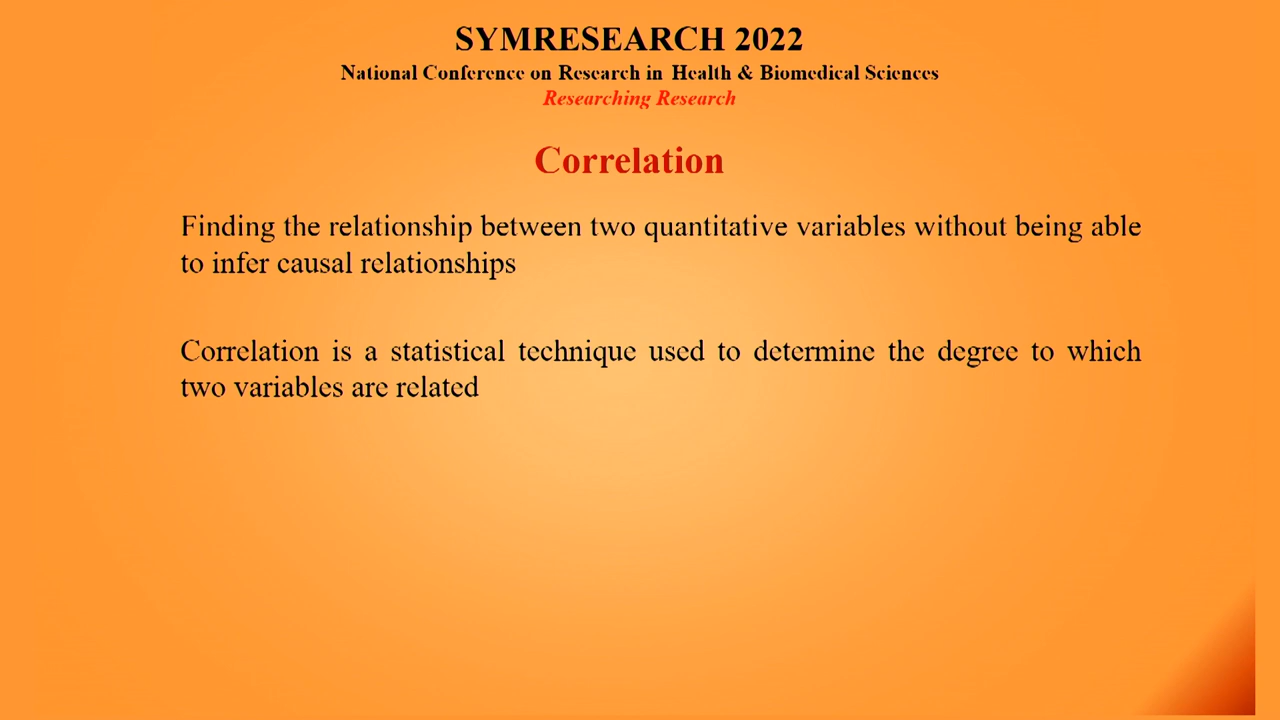 SYMRESEARCH 2022
National Conference on Research in Health & Biomedical Sciences
Researching Research
Correlation
Finding the relationship between two quantitative variables without being able
to infer causal relationships
Correlation is a statistical technique used to determine the degree to which
two variables are related